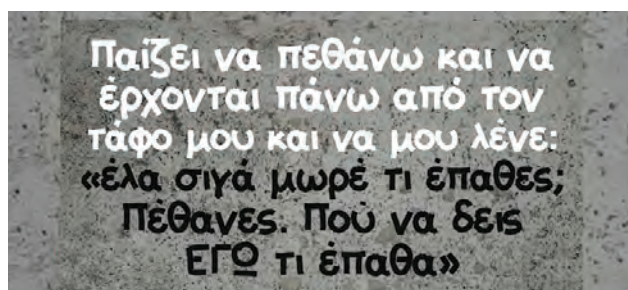 Παίζει να πεθάνω και να
έρχονται πάνω από τον
τάφο μου και να μου λένε:
«έλα σιγά μωρέ τι έπαθες;
Πέθανες. Πού να δεις
ΕΓΩ τι έπαθα»